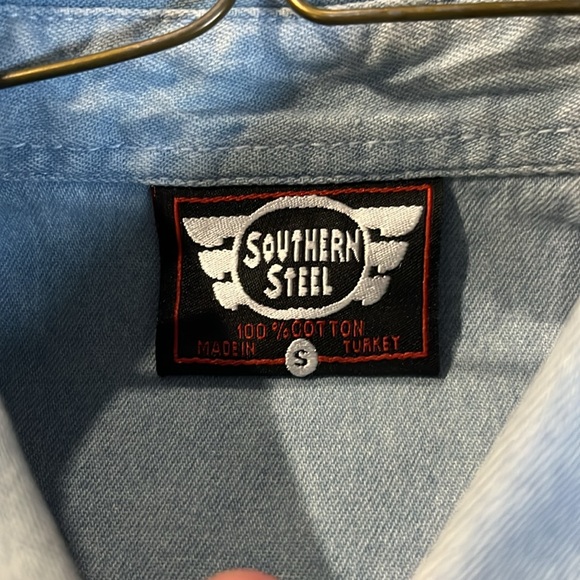 SOUTHERN
STEEL
100 % COTTON
MADE IN TURKEY
S